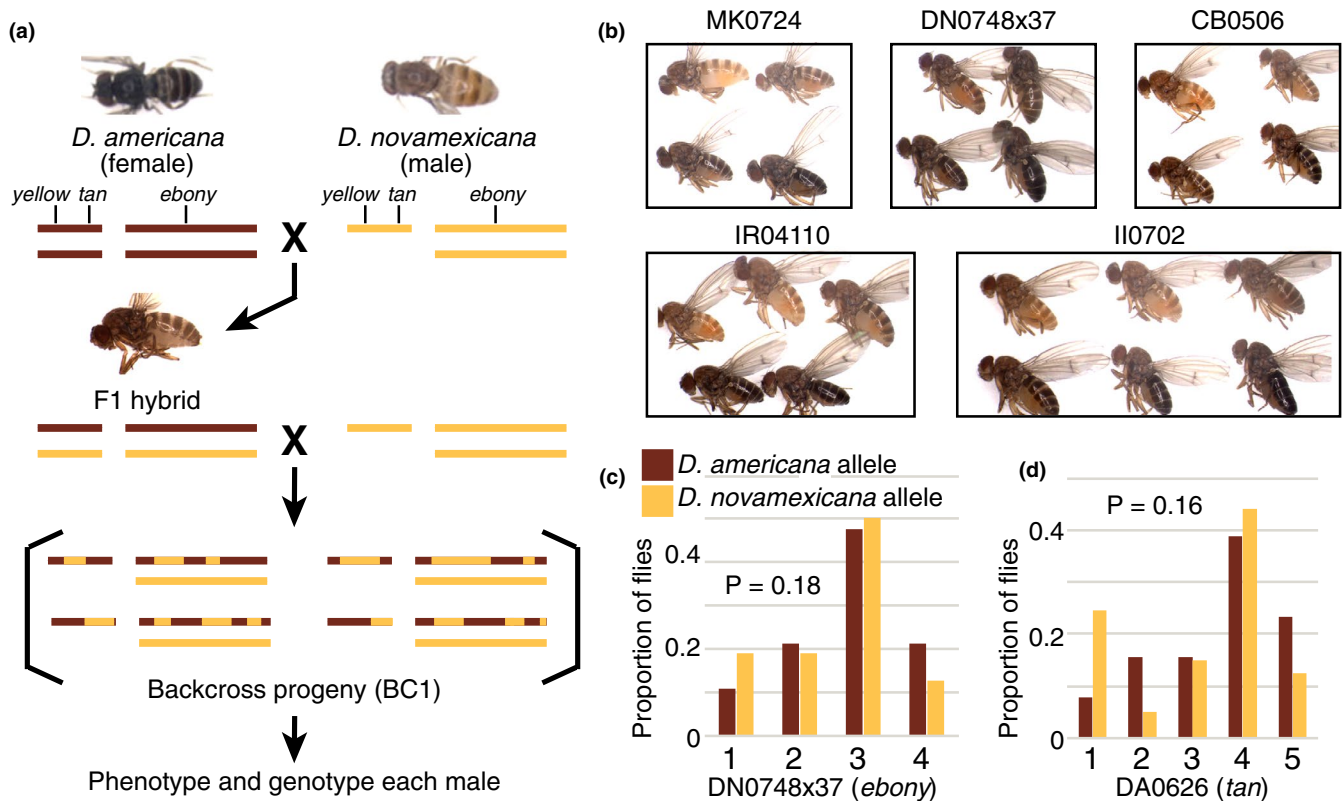 (a)
D. americana
(female)
D. novamexicana
(male)
yellow tan ebony
yellow tan ebony
X
F1 hybrid
X
Backcross progeny (BC1)
Phenotype and genotype each male
(b)
MK0724
DN0748x37
CB0506
IR04110
II0702
D. americana allele
D. novamexicana allele
(c)
P = 0.18
Proportion of flies
0.4
0.2
0
1 2 3 4
DN0748x37 (ebony)
(d)
P = 0.16
Proportion of flies
0.4
0.2
0
1 2 3 4 5
DA0626 (tan)